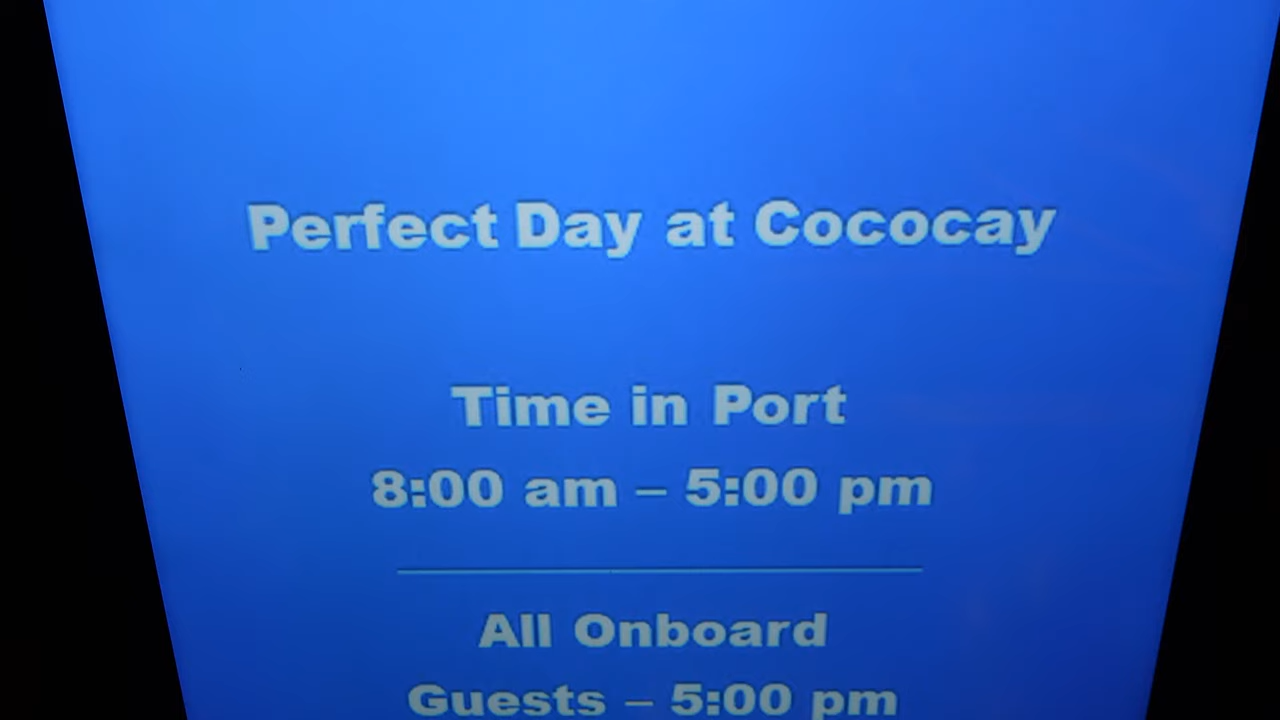 Perfect Day at Cococay
Time in Port
8:00 am – 5:00 pm
All Onboard
Guests – 5:00 pm